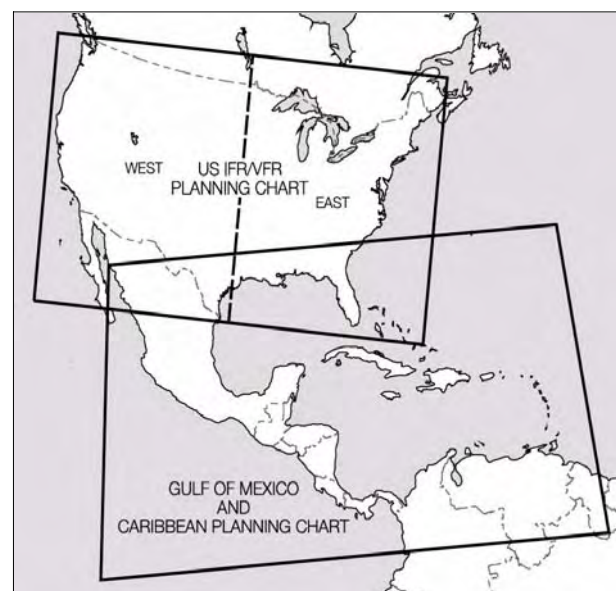 WEST
US IFR/VFR
PLANNING CHART
EAST
GULF OF MEXICO
AND
CARIBBEAN PLANNING CHART